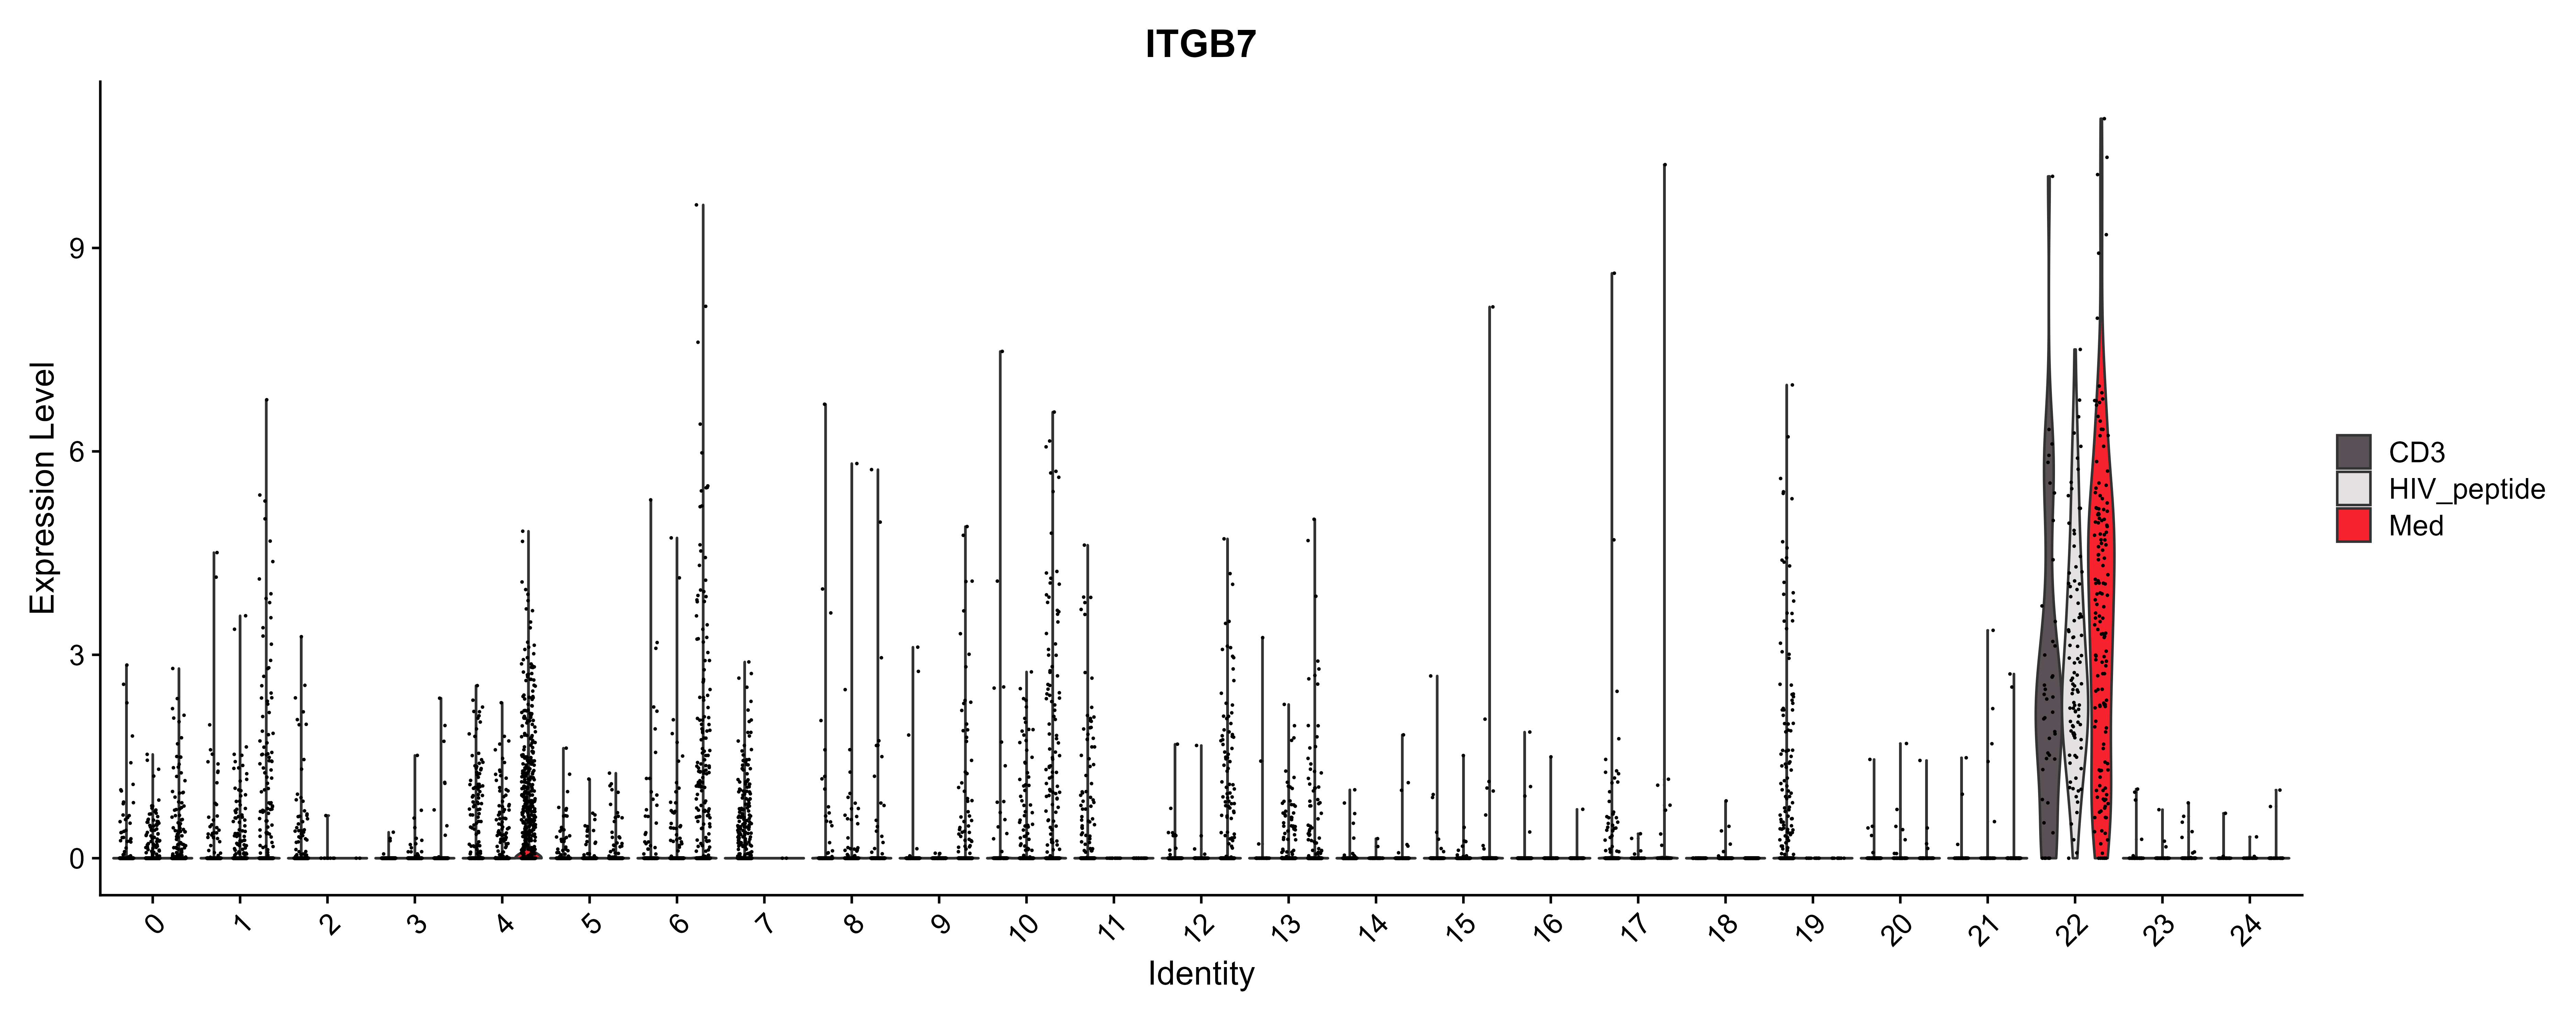 ITGB7
Expression Level
9
6
3
0
0 1 2 3 4 5 6 7 8 9 10 11 12 13 14 15 16 17 18 19 20 21 22 23 24
Identity
CD3
HIV_peptide
Med